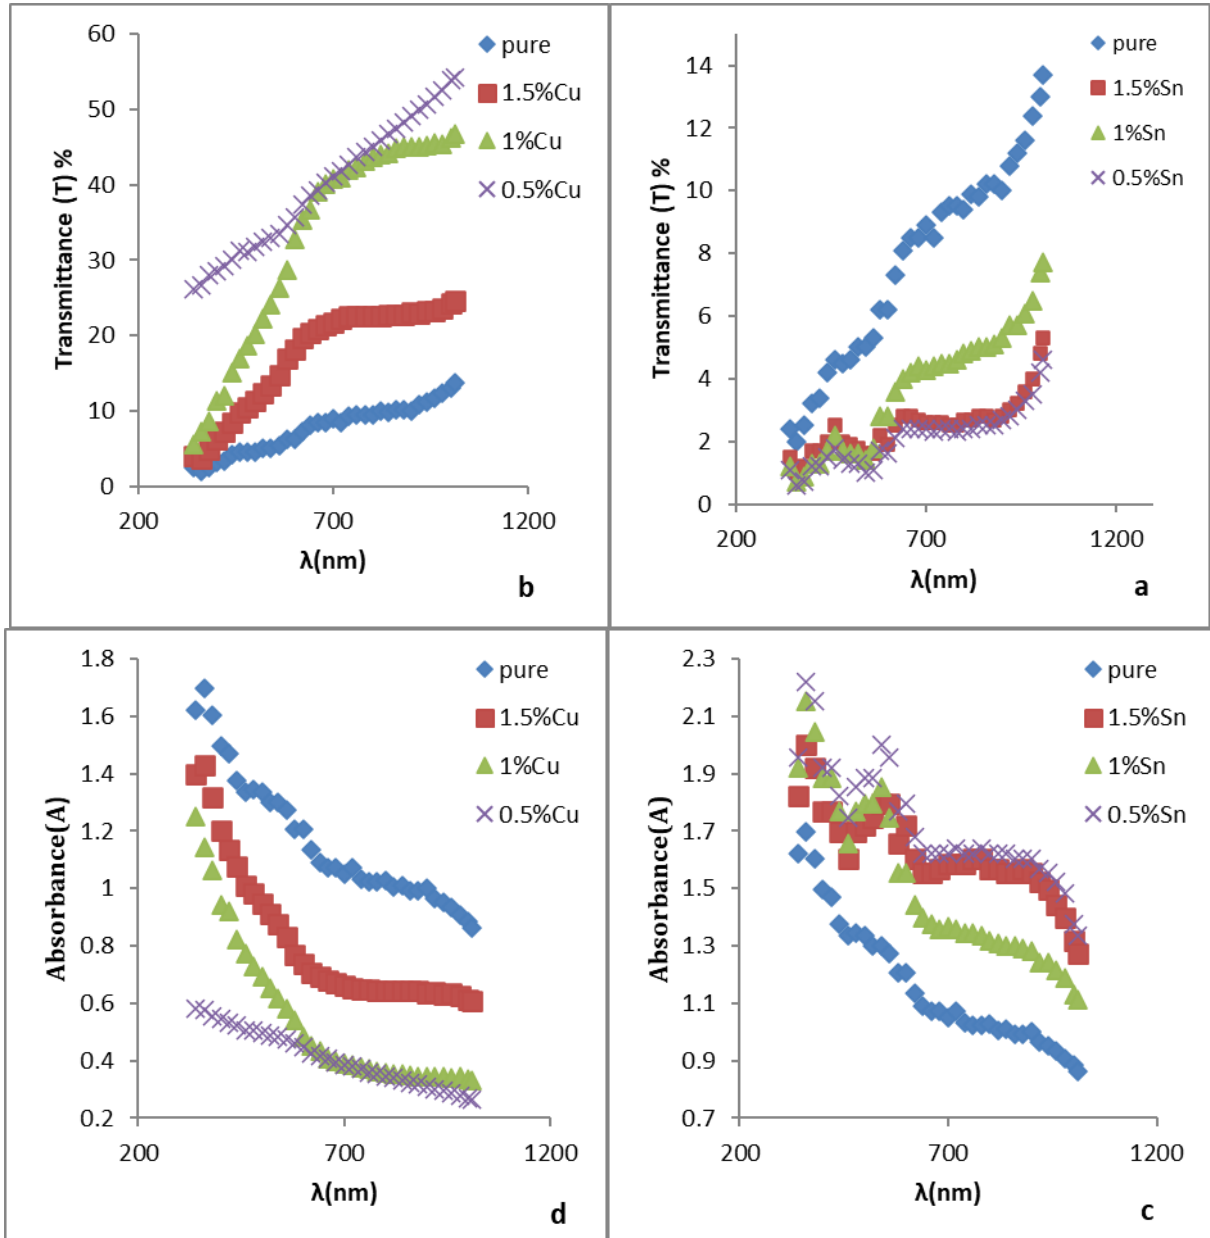 60
50
40
30
20
10
0
200
700
1200
Transmittance (T) %
λ(nm)
pure
1.5%Cu
1%Cu
0.5%Cu
b
14
12
10
8
6
4
2
0
200
700
1200
Transmittance (T) %
λ(nm)
pure
1.5%Sn
1%Sn
0.5%Sn
a
1.8
1.6
1.4
1.2
1
0.8
0.6
0.4
0.2
200
700
1200
Absorbance(A)
λ(nm)
pure
1.5%Cu
1%Cu
0.5%Cu
d
2.3
2.1
1.9
1.7
1.5
1.3
1.1
0.9
0.7
200
700
1200
Absorbance(A)
λ(nm)
pure
1.5%Sn
1%Sn
0.5%Sn
c